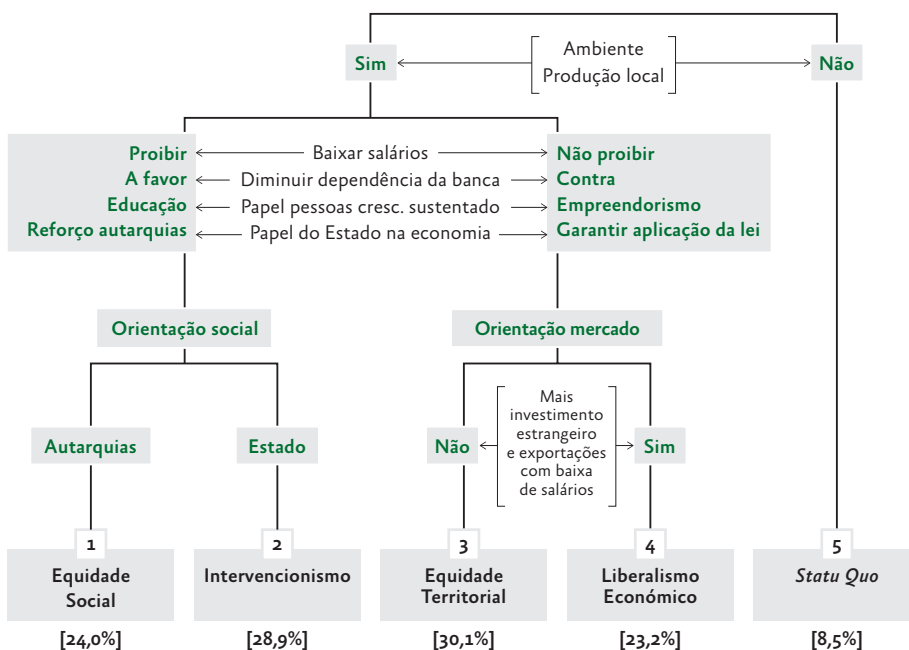 Sim
Ambiente
Produção local
Não
Proibir
Baixar salários
Não proibir
A favor
Diminuir dependência da banca
Contra
Educação
Papel pessoas cresc. sustentado
Empreendorismo
Reforço autarquias
Papel do Estado na economia
Garantir aplicação da lei
Orientação social
Orientação mercado
Autarquias
Estado
Não
Mais
investimento
estrangeiro
e exportações
com baixa
de salários
Sim
1
Equidade
Social
[24,0%]
2
Intervencionismo
[28,9%]
3
Equidade
Territorial
[30,1%]
4
Liberalismo
Económico
[23,2%]
5
Statu Quo
[8,5%]